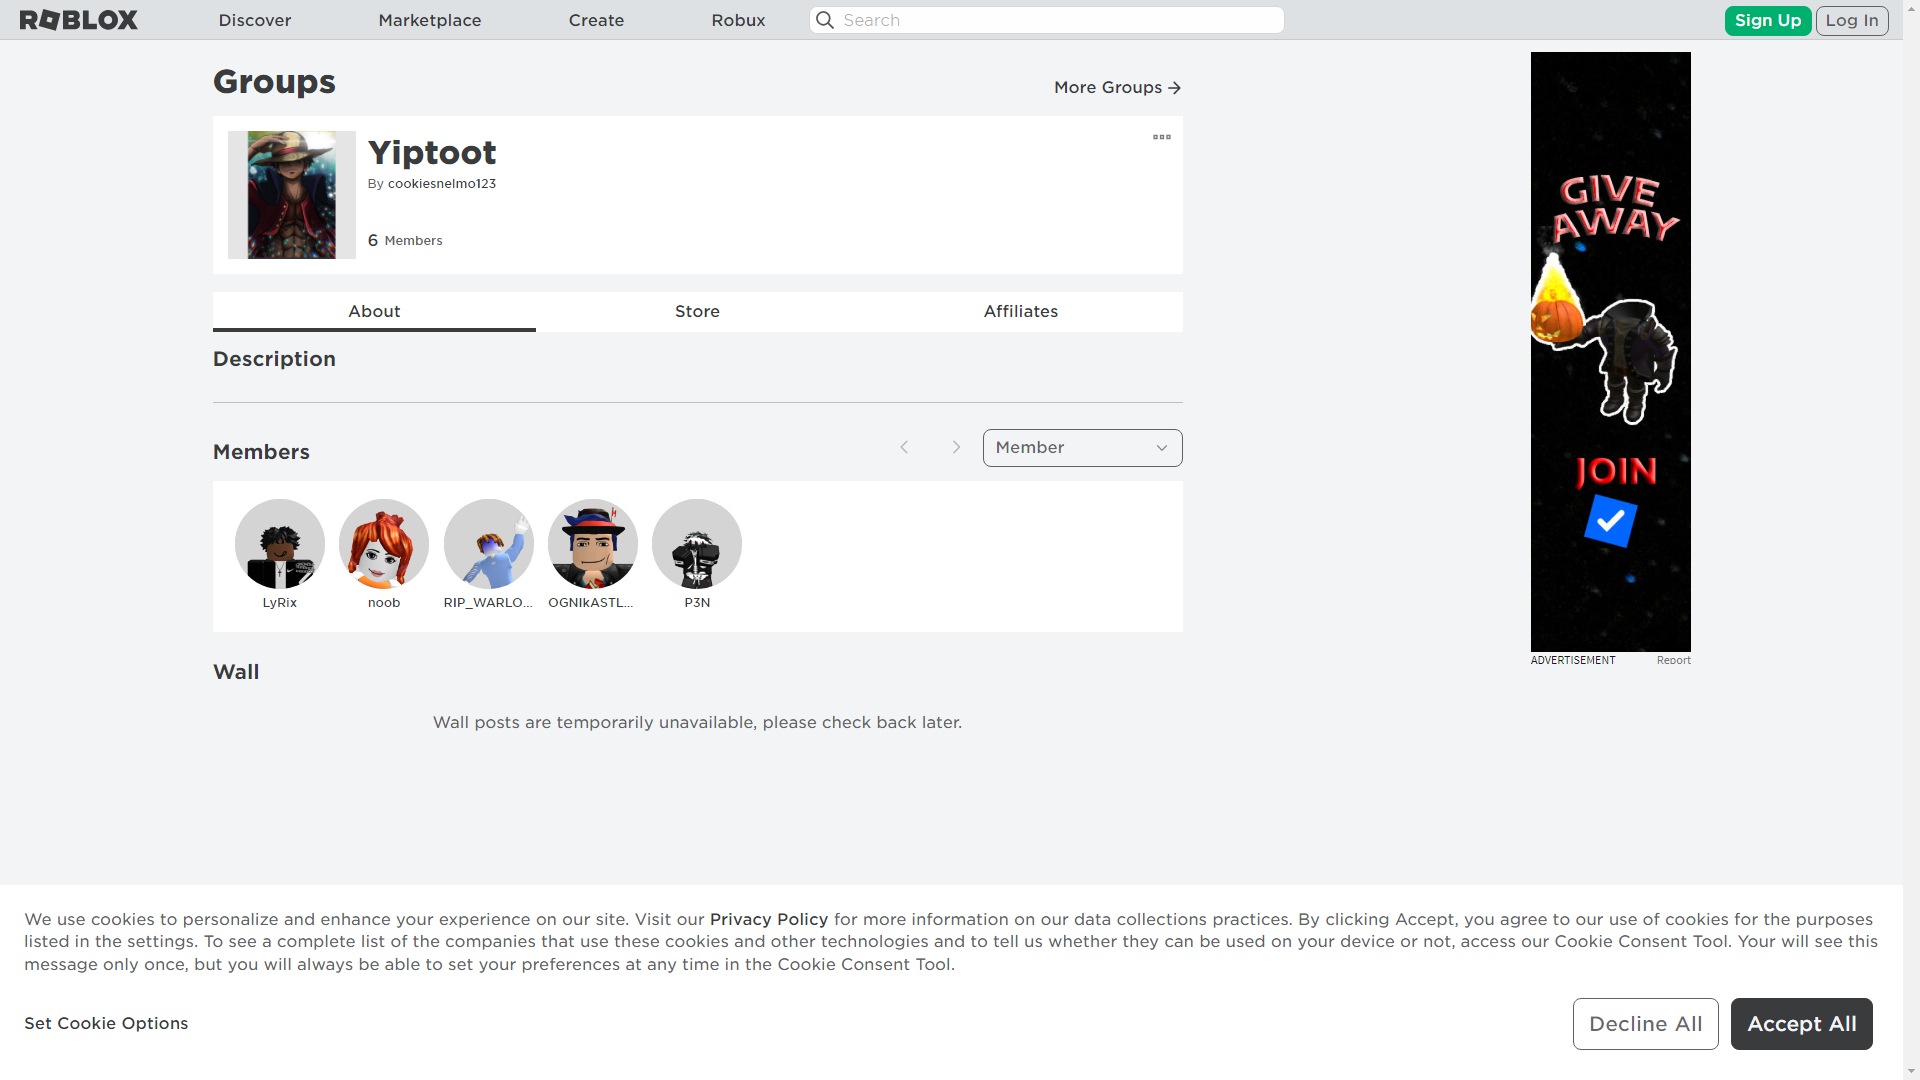 ROBLOX
Discover
Marketplace
Create
Robux
Search
Sign Up
Log In
Groups
More Groups
Yiptoot
By cookiesnelmo123
6 Members
About
Store
Affiliates
Description
Members
Member
LyRix
noob
RIP_WARLO...
OGNIkASTL...
P3N
Wall
Wall posts are temporarily unavailable, please check back later.
GIVE
AWAY
JOIN
ADVERTISEMENT
Report
We use cookies to personalize and enhance your experience on our site. Visit our Privacy Policy for more information on our data collections practices. By clicking Accept, you agree to our use of cookies for the purposes
listed in the settings. To see a complete list of the companies that use these cookies and other technologies and to tell us whether they can be used on your device or not, access our Cookie Consent Tool. Your will see this
message only once, but you will always be able to set your preferences at any time in the Cookie Consent Tool.
Set Cookie Options
Decline All
Accept All